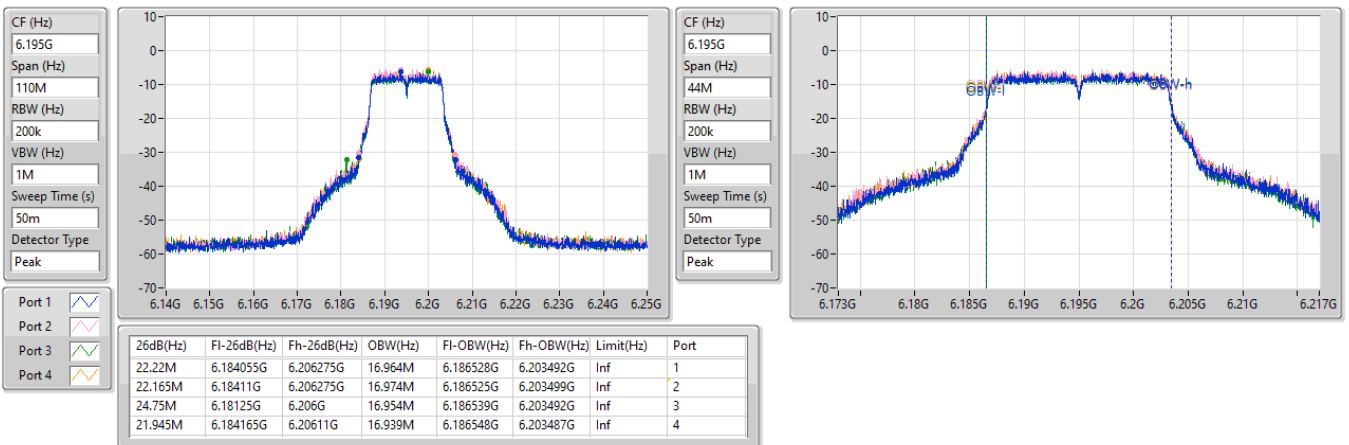 CF (Hz)
6.195G
Span (Hz)
110M
RBW (Hz)
200k
VBW (Hz)
1M
Sweep Time (s)
50m
Detector Type
Peak
10
0
-10
-20
-30
-40
-50
-60
-70
6.14G 6.15G 6.16G 6.17G 6.18G 6.19G 6.2G 6.21G 6.22G 6.23G 6.24G 6.25G
CF (Hz)
6.195G
Span (Hz)
44M
RBW (Hz)
200k
VBW (Hz)
1M
Sweep Time (s)
50m
Detector Type
Peak
10
0
-10
-20
-30
-40
-50
-60
-70
OBW-l
OBW-h
6.173G 6.18G 6.185G 6.19G 6.195G 6.2G 6.205G 6.21G 6.217G
Port 1
Port 2
Port 3
Port 4
26dB(Hz) Fl-26dB(Hz) Fh-26dB(Hz) OBW(Hz) Fl-OBW(Hz) Fh-OBW(Hz) Limit(Hz) Port
22.22M 6.184055G 6.206275G 16.964M 6.186528G 6.203492G Inf 1
22.165M 6.18411G 6.206275G 16.974M 6.186525G 6.203499G Inf 2
24.75M 6.18125G 6.206G 16.954M 6.186539G 6.203492G Inf 3
21.945M 6.184165G 6.20611G 16.939M 6.186548G 6.203487G Inf 4